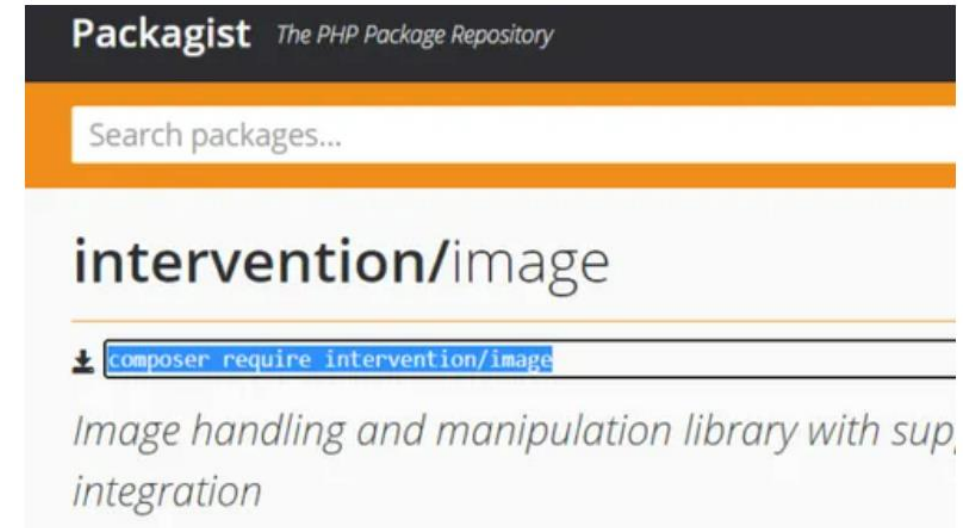 Packagist The PHP Package Repository
Search packages...
intervention/image
composer require intervention/image
Image handling and manipulation library with sup
integration